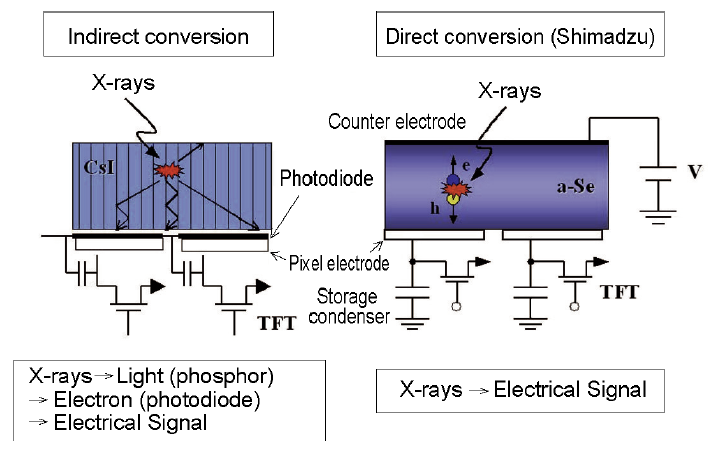 Indirect conversion
Direct conversion (Shimadzu)
X-rays
X-rays
Counter electrode
CsI
e
V
Photodiode
a-Se
h
Pixel electrode
Storage
condenser
TFT
TFT
X-rays → Light (phosphor)
→ Electron (photodiode)
→ Electrical Signal
X-rays → Electrical Signal